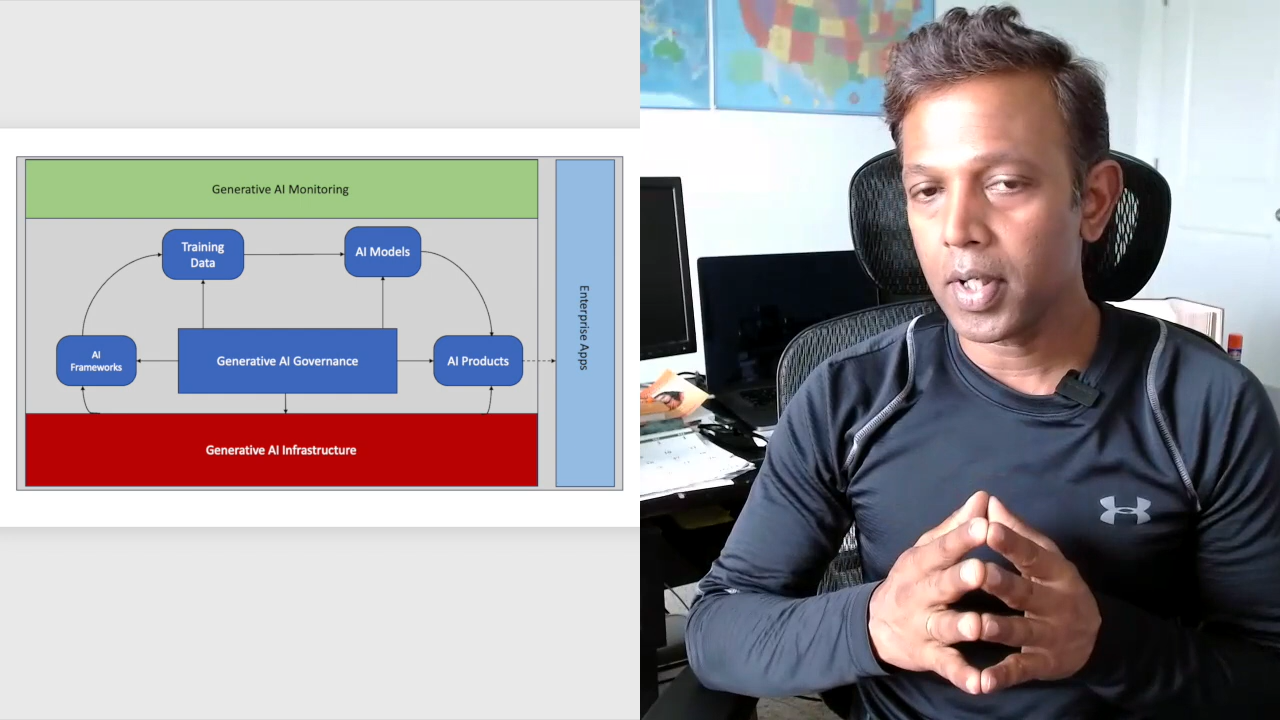 Generative AI Monitoring
Training
Data
AI Models
AI
Frameworks
Generative AI Governance
AI Products
Enterprise Apps
Generative AI Infrastructure